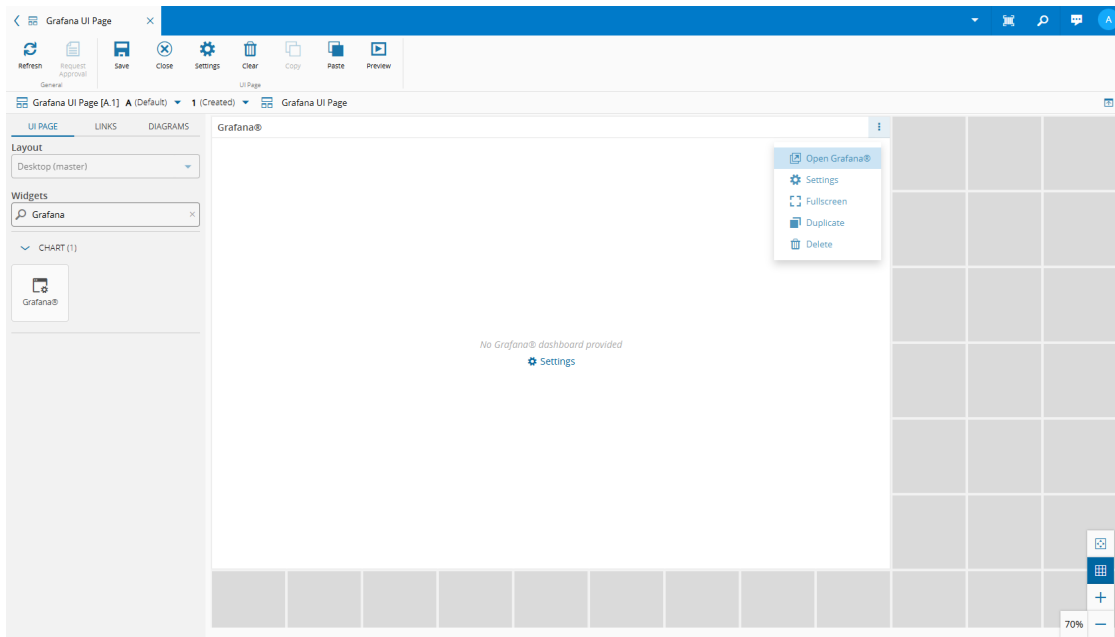 Grafana UI Page
A
Refresh
Request Approval
Save
Close
Settings
Clear
Copy
Paste
Preview
General
UI Page
Grafana UI Page [A.1] A (Default) 1 (Created) Grafana UI Page
UI PAGE LINKS DIAGRAMS
Layout
Desktop (master)
Widgets
Grafana
CHART (1)
Grafana®
Grafana®
Open Grafana®
Settings
Fullscreen
Duplicate
Delete
No Grafana® dashboard provided
Settings
70%